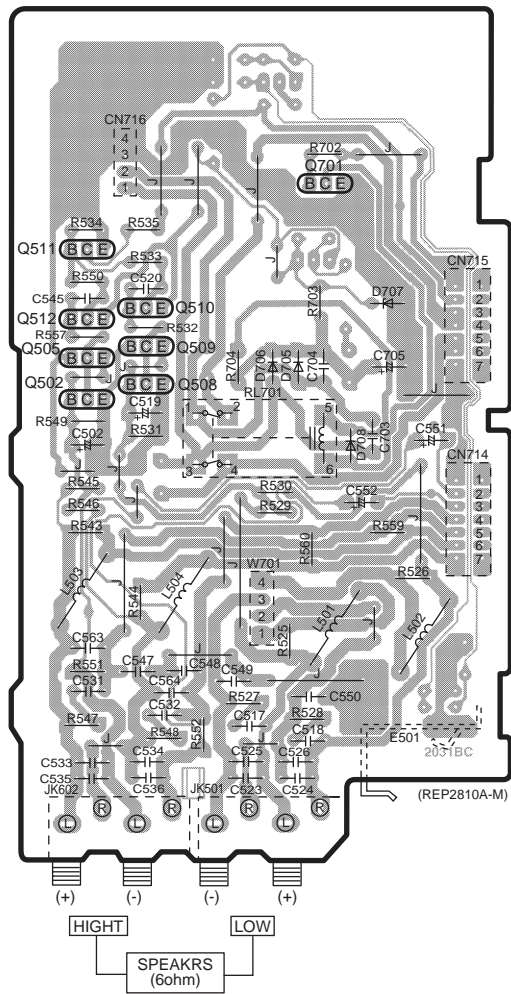 CN716
4
3
2
1
R702
J
Q701
B C E
J
J
J
J
R534
R535
Q511
B C E
R533
J
CN715
R550
C520
1
2
3
4
5
6
7
C545
R703
D707
Q512
B C E
B C E
Q510
R557
R532
Q505
B C E
B C E
Q509
R704
D706
D705
C704
C705
J
J
RL701
Q502
B C E
B C E
Q508
J
C519
1
2
5
R549
R531
C502
D708
C703
C551
3
4
6
CN714
J
J
R545
R530
1
2
3
4
5
6
7
R546
J
R529
C552
J
R543
R559
R560
J
J
L503
L504
W701
R526
R544
J
4
3
2
1
L501
J
L502
R525
C563
J
R551
C547
C548
C549
J
C531
C564
R527
C550
C532
R547
R548
R552
C517
R528
J
J
C518
E501
C533
C534
C525
C526
2031BC
C535
C536
C523
C524
JK602
JK501
(REP2810A-M)
R
R
R
R
L
L
L
L
(+)
(-)
(-)
(+)
HIGHT
LOW
SPEAKRS
(6ohm)